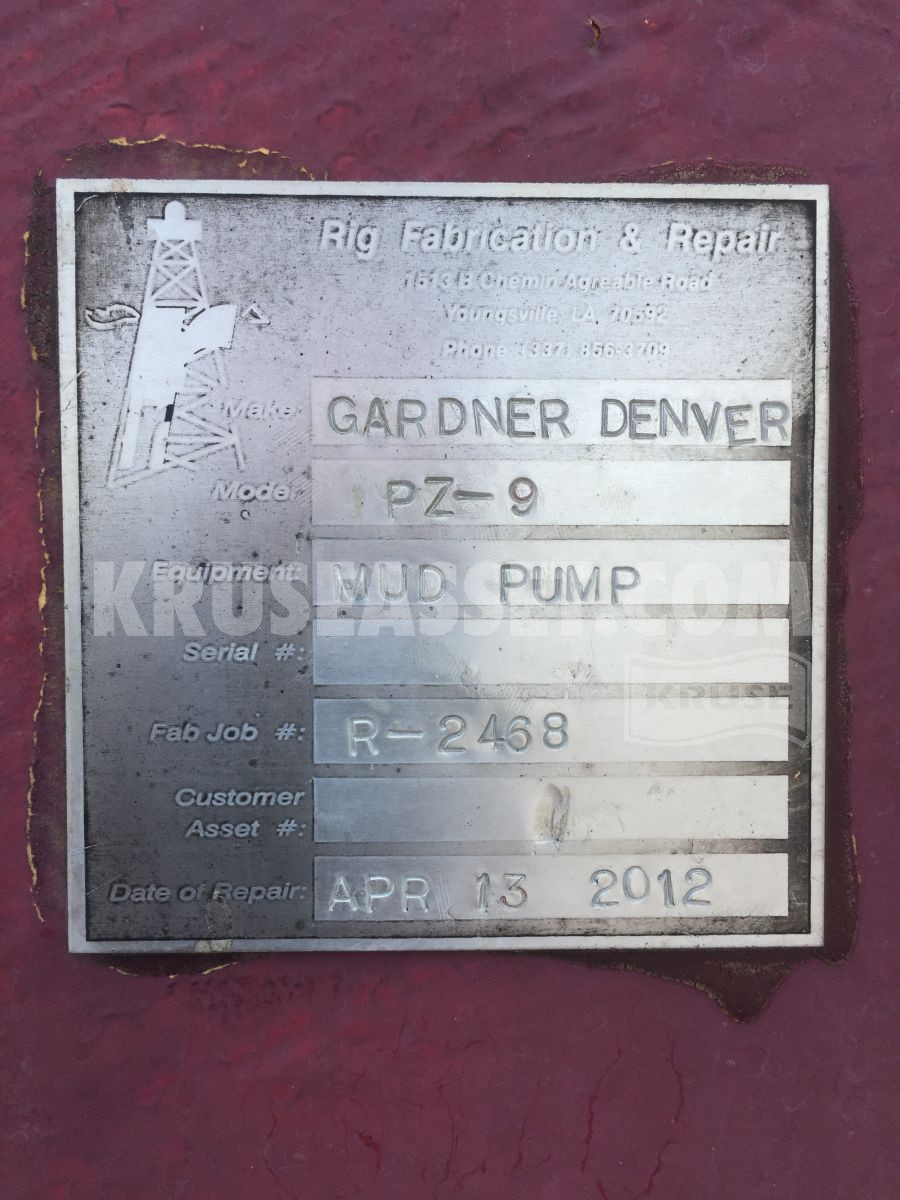 Rig Fabrication & Repair
1513 B Chemin Agreable Road
Youngsville, LA 70592
Phone (337) 856-3709
Make: GARDNER DENVER
Model: PZ-9
Equipment: MUD PUMP
KRUSEASSET.COM
Serial #:
KRUSE
Fab Job #: R-2468
Customer
Asset #:
Date of Repair: APR 13 2012